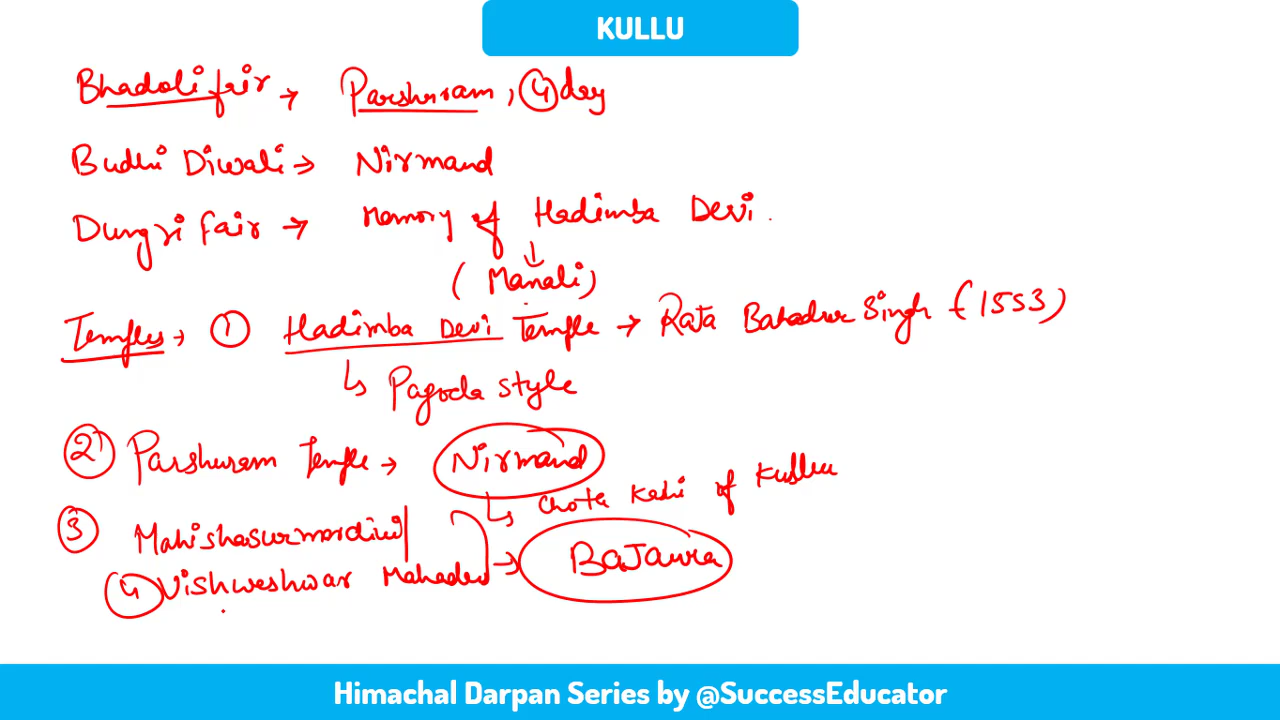 KULLU
Bhadoli fair → Parshuram, 4 day
Budhi Diwali → Nirmand
Dungri fair → Memory of Hadimba Devi
(Manali)
Temples → 1 Hadimba Devi Temple → Raja Bahadur Singh (1553)
↳ Pagoda style
2 Parshuram Temple → Nirmand
↳ Chota Kashi of Kullu
3 Mahishasurmardini
4 Vishweshwar Mahadev → Bajaura
Himachal Darpan Series by @SuccessEducator